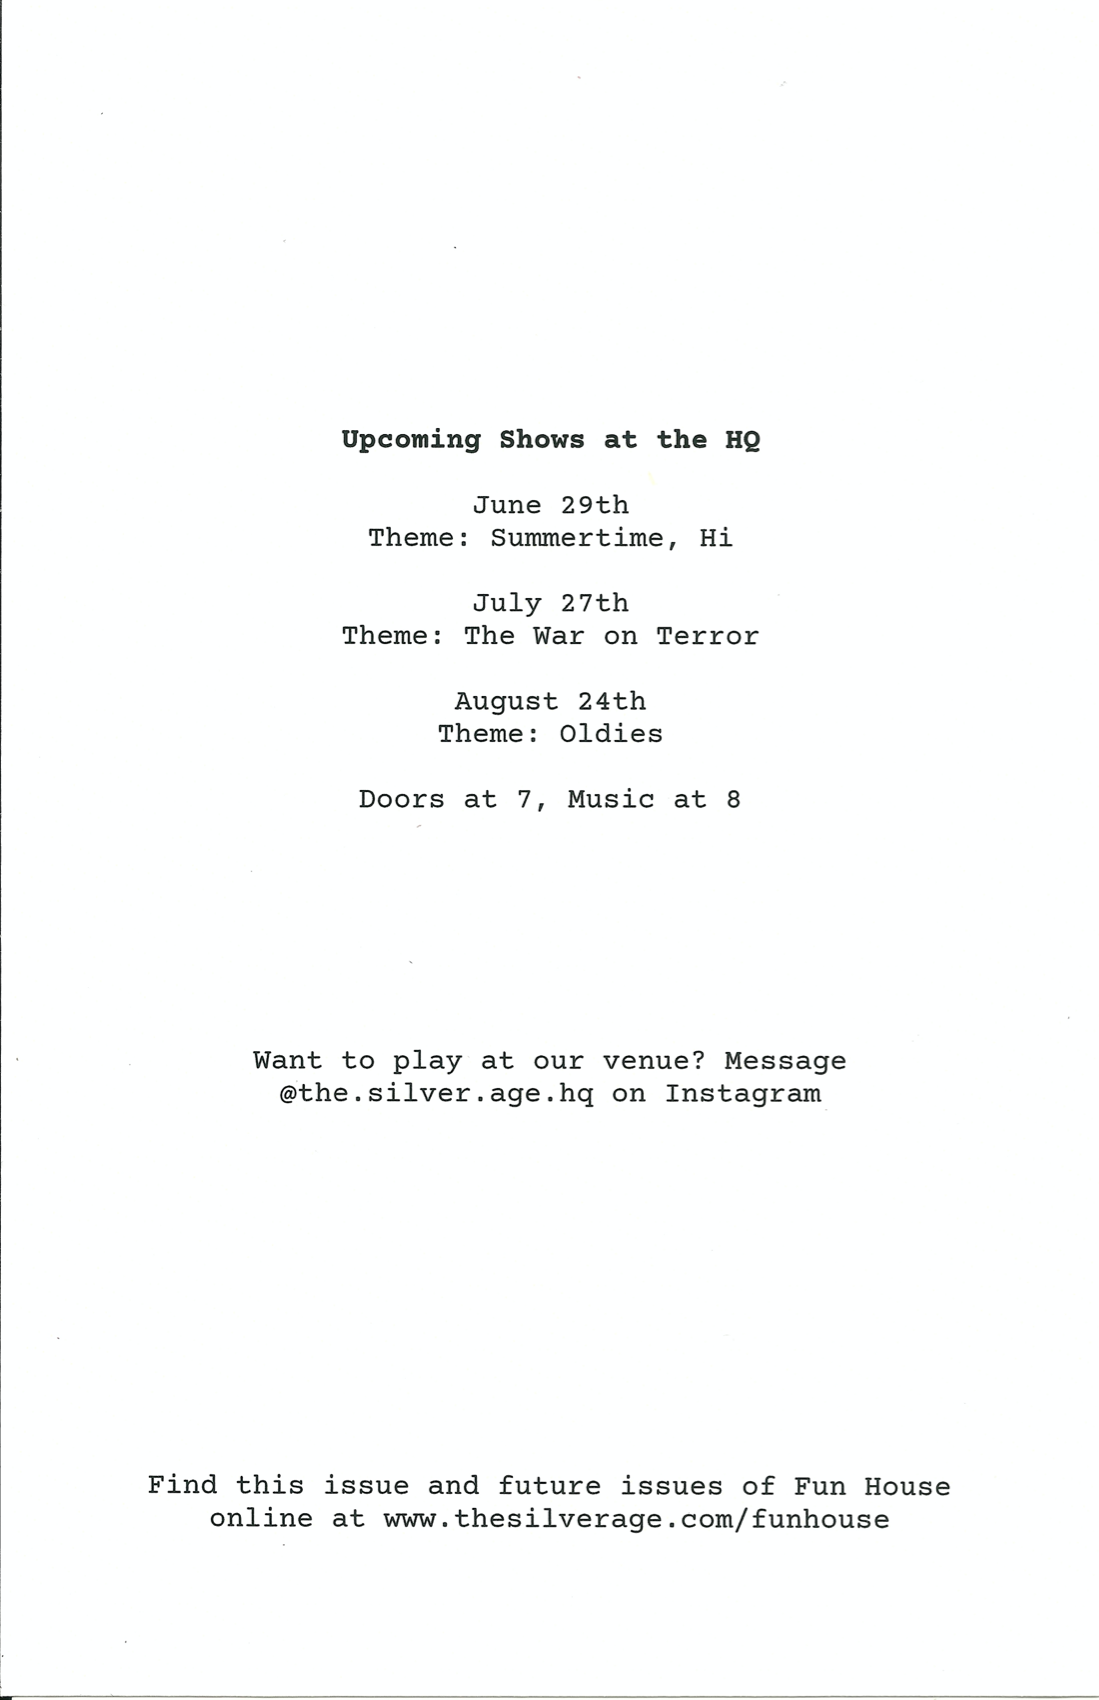 Upcoming Shows at the HQ
June 29th
Theme: Summertime, Hi
July 27th
Theme: The War on Terror
August 24th
Theme: Oldies
Doors at 7, Music at 8
Want to play at our venue? Message
@the.silver.age.hq on Instagram
Find this issue and future issues of Fun House
online at www.thesilverage.com/funhouse